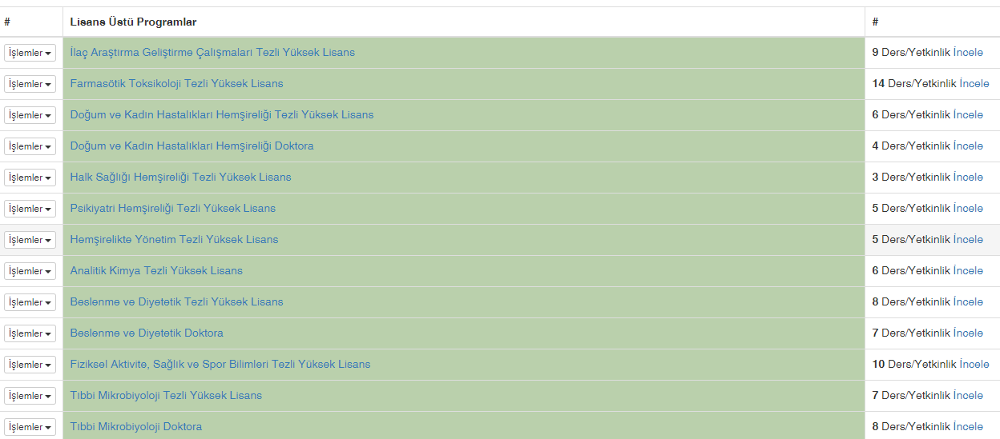 # Lisans Üstü Programlar #
İşlemler İlaç Araştırma Geliştirme Çalışmaları Tezli Yüksek Lisans 9 Ders/Yetkinlik İncele
İşlemler Farmasötik Toksikoloji Tezli Yüksek Lisans 14 Ders/Yetkinlik İncele
İşlemler Doğum ve Kadın Hastalıkları Hemşireliği Tezli Yüksek Lisans 6 Ders/Yetkinlik İncele
İşlemler Doğum ve Kadın Hastalıkları Hemşireliği Doktora 4 Ders/Yetkinlik İncele
İşlemler Halk Sağlığı Hemşireliği Tezli Yüksek Lisans 3 Ders/Yetkinlik İncele
İşlemler Psikiyatri Hemşireliği Tezli Yüksek Lisans 5 Ders/Yetkinlik İncele
İşlemler Hemşirelikte Yönetim Tezli Yüksek Lisans 5 Ders/Yetkinlik İncele
İşlemler Analitik Kimya Tezli Yüksek Lisans 6 Ders/Yetkinlik İncele
İşlemler Beslenme ve Diyetetik Tezli Yüksek Lisans 8 Ders/Yetkinlik İncele
İşlemler Beslenme ve Diyetetik Doktora 7 Ders/Yetkinlik İncele
İşlemler Fiziksel Aktivite, Sağlık ve Spor Bilimleri Tezli Yüksek Lisans 10 Ders/Yetkinlik İncele
İşlemler Tıbbi Mikrobiyoloji Tezli Yüksek Lisans 7 Ders/Yetkinlik İncele
İşlemler Tıbbi Mikrobiyoloji Doktora 8 Ders/Yetkinlik İncele